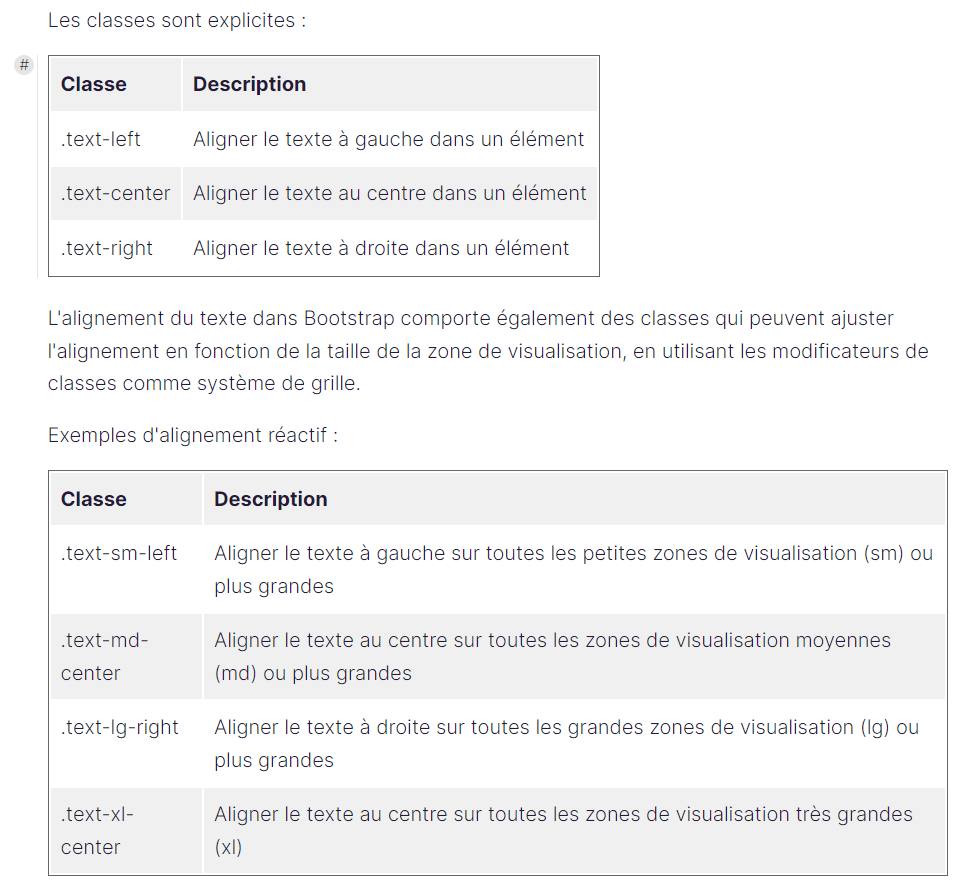 Les classes sont explicites :
#
Classe Description
.text-left Aligner le texte à gauche dans un élément
.text-center Aligner le texte au centre dans un élément
.text-right Aligner le texte à droite dans un élément
L'alignement du texte dans Bootstrap comporte également des classes qui peuvent ajuster
l'alignement en fonction de la taille de la zone de visualisation, en utilisant les modificateurs de
classes comme système de grille.
Exemples d'alignement réactif :
Classe Description
.text-sm-left Aligner le texte à gauche sur toutes les petites zones de visualisation (sm) ou
plus grandes
.text-md- Aligner le texte au centre sur toutes les zones de visualisation moyennes
center (md) ou plus grandes
.text-lg-right Aligner le texte à droite sur toutes les grandes zones de visualisation (lg) ou
plus grandes
.text-xl- Aligner le texte au centre sur toutes les zones de visualisation très grandes
center (xl)